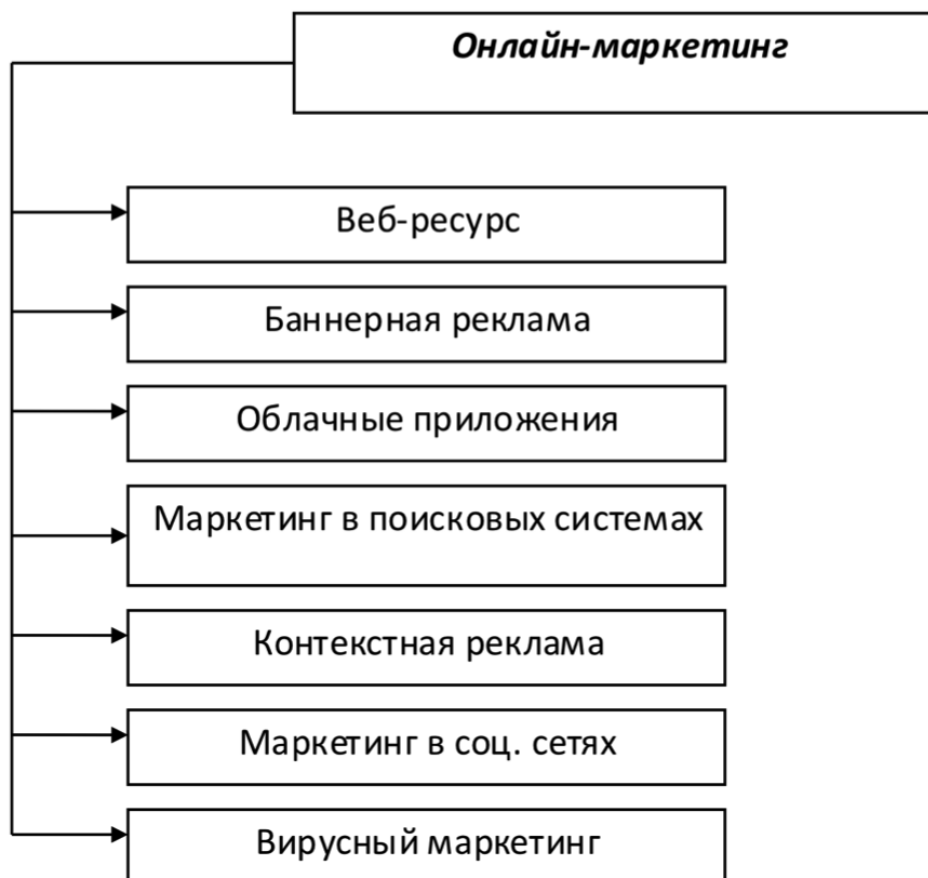 Онлайн-маркетинг
Веб-ресурс
Баннерная реклама
Облачные приложения
Маркетинг в поисковых системах
Контекстная реклама
Маркетинг в соц. сетях
Вирусный маркетинг